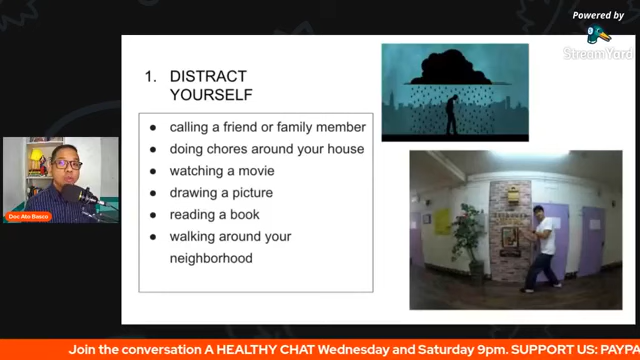 Powered by
StreamYard
1. DISTRACT
YOURSELF
● calling a friend or family member
● doing chores around your house
● watching a movie
● drawing a picture
● reading a book
● walking around your
neighborhood
Doc Ato Basco
Join the conversation A HEALTHY CHAT Wednesday and Saturday 9pm. SUPPORT US: PAYPA